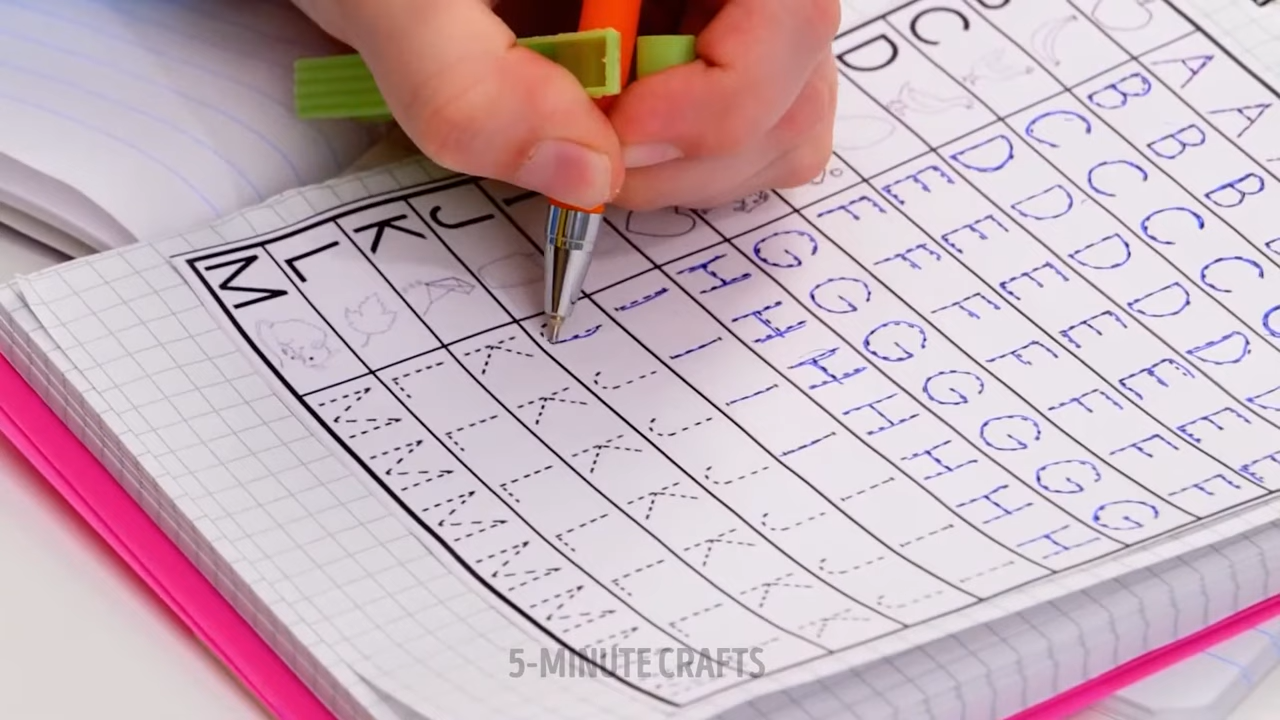 A A
B B B
C C C C C C
D D D D D D D
E E E E E E E
F F F F F F F
G G G G G G G
H H H H H H H
I I I I I I I
J J J J J J J J
K K K K K K K K
L L L L L L L L
M M M M M M M
5-MINUTE CRAFTS